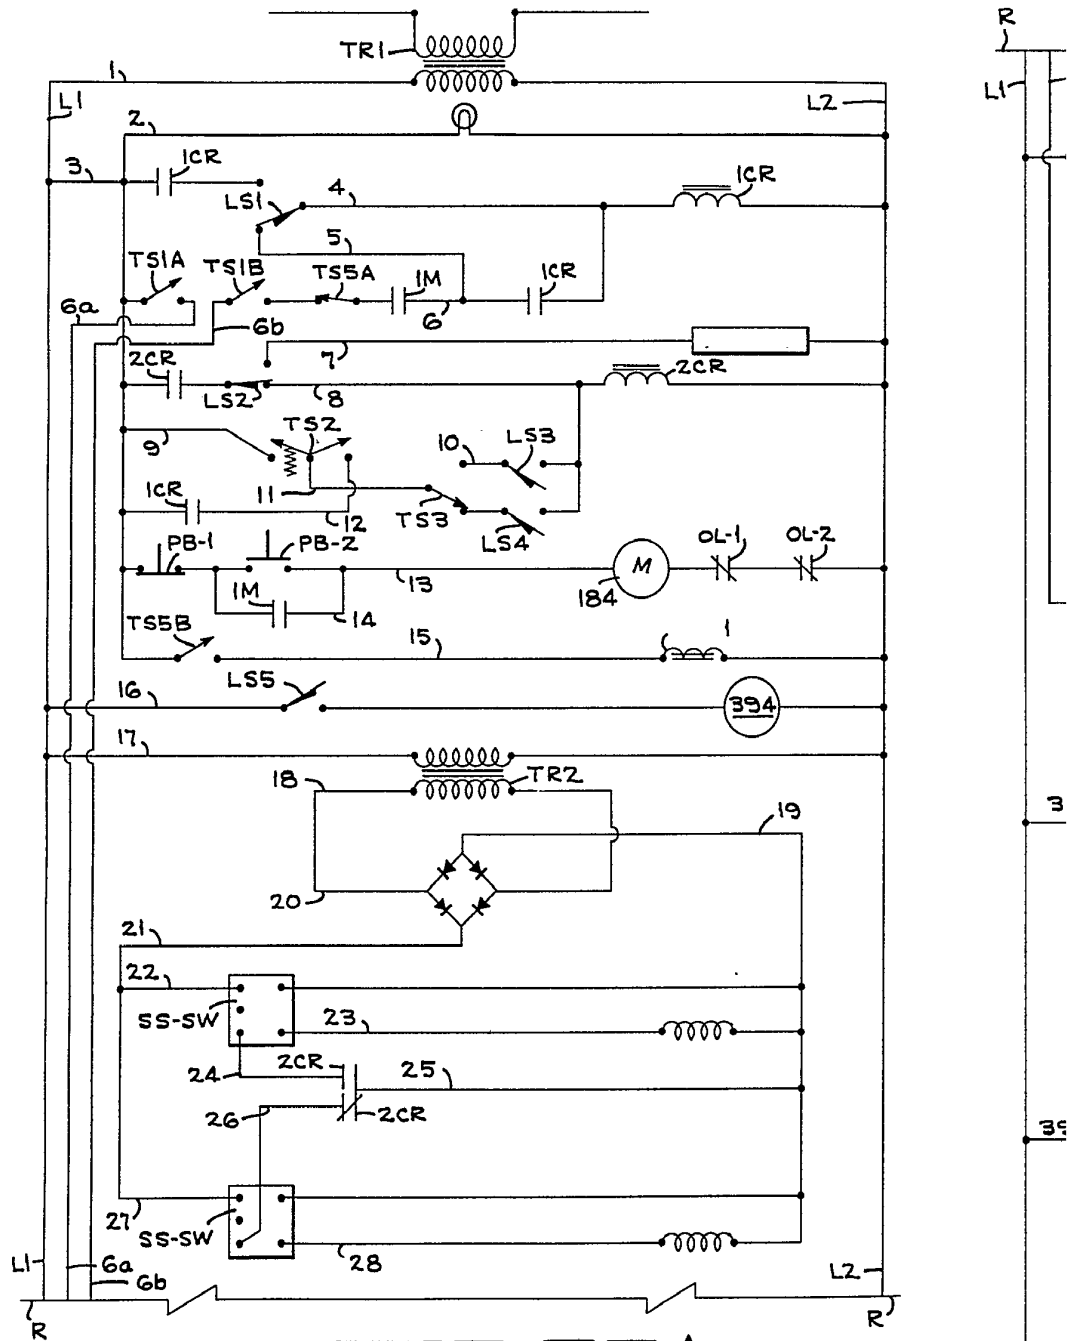 R
TR1
1
L1
L2
L1
2
3
1CR
LS1
4
1CR
5
TS1A
TS1B
TS5A
1M
1CR
6a
6b
6
7
2CR
LS2
8
2CR
9
TS2
10
LS3
1CR
11
12
TS3
LS4
PB-1
PB-2
13
M
184
OL-1
OL-2
1M
14
TS5B
15
1
16
LS5
394
17
18
TR2
3
19
20
21
22
SS-SW
23
24
2CR
25
26
2CR
39
27
SS-SW
28
L1
6a
6b
L2
R
R